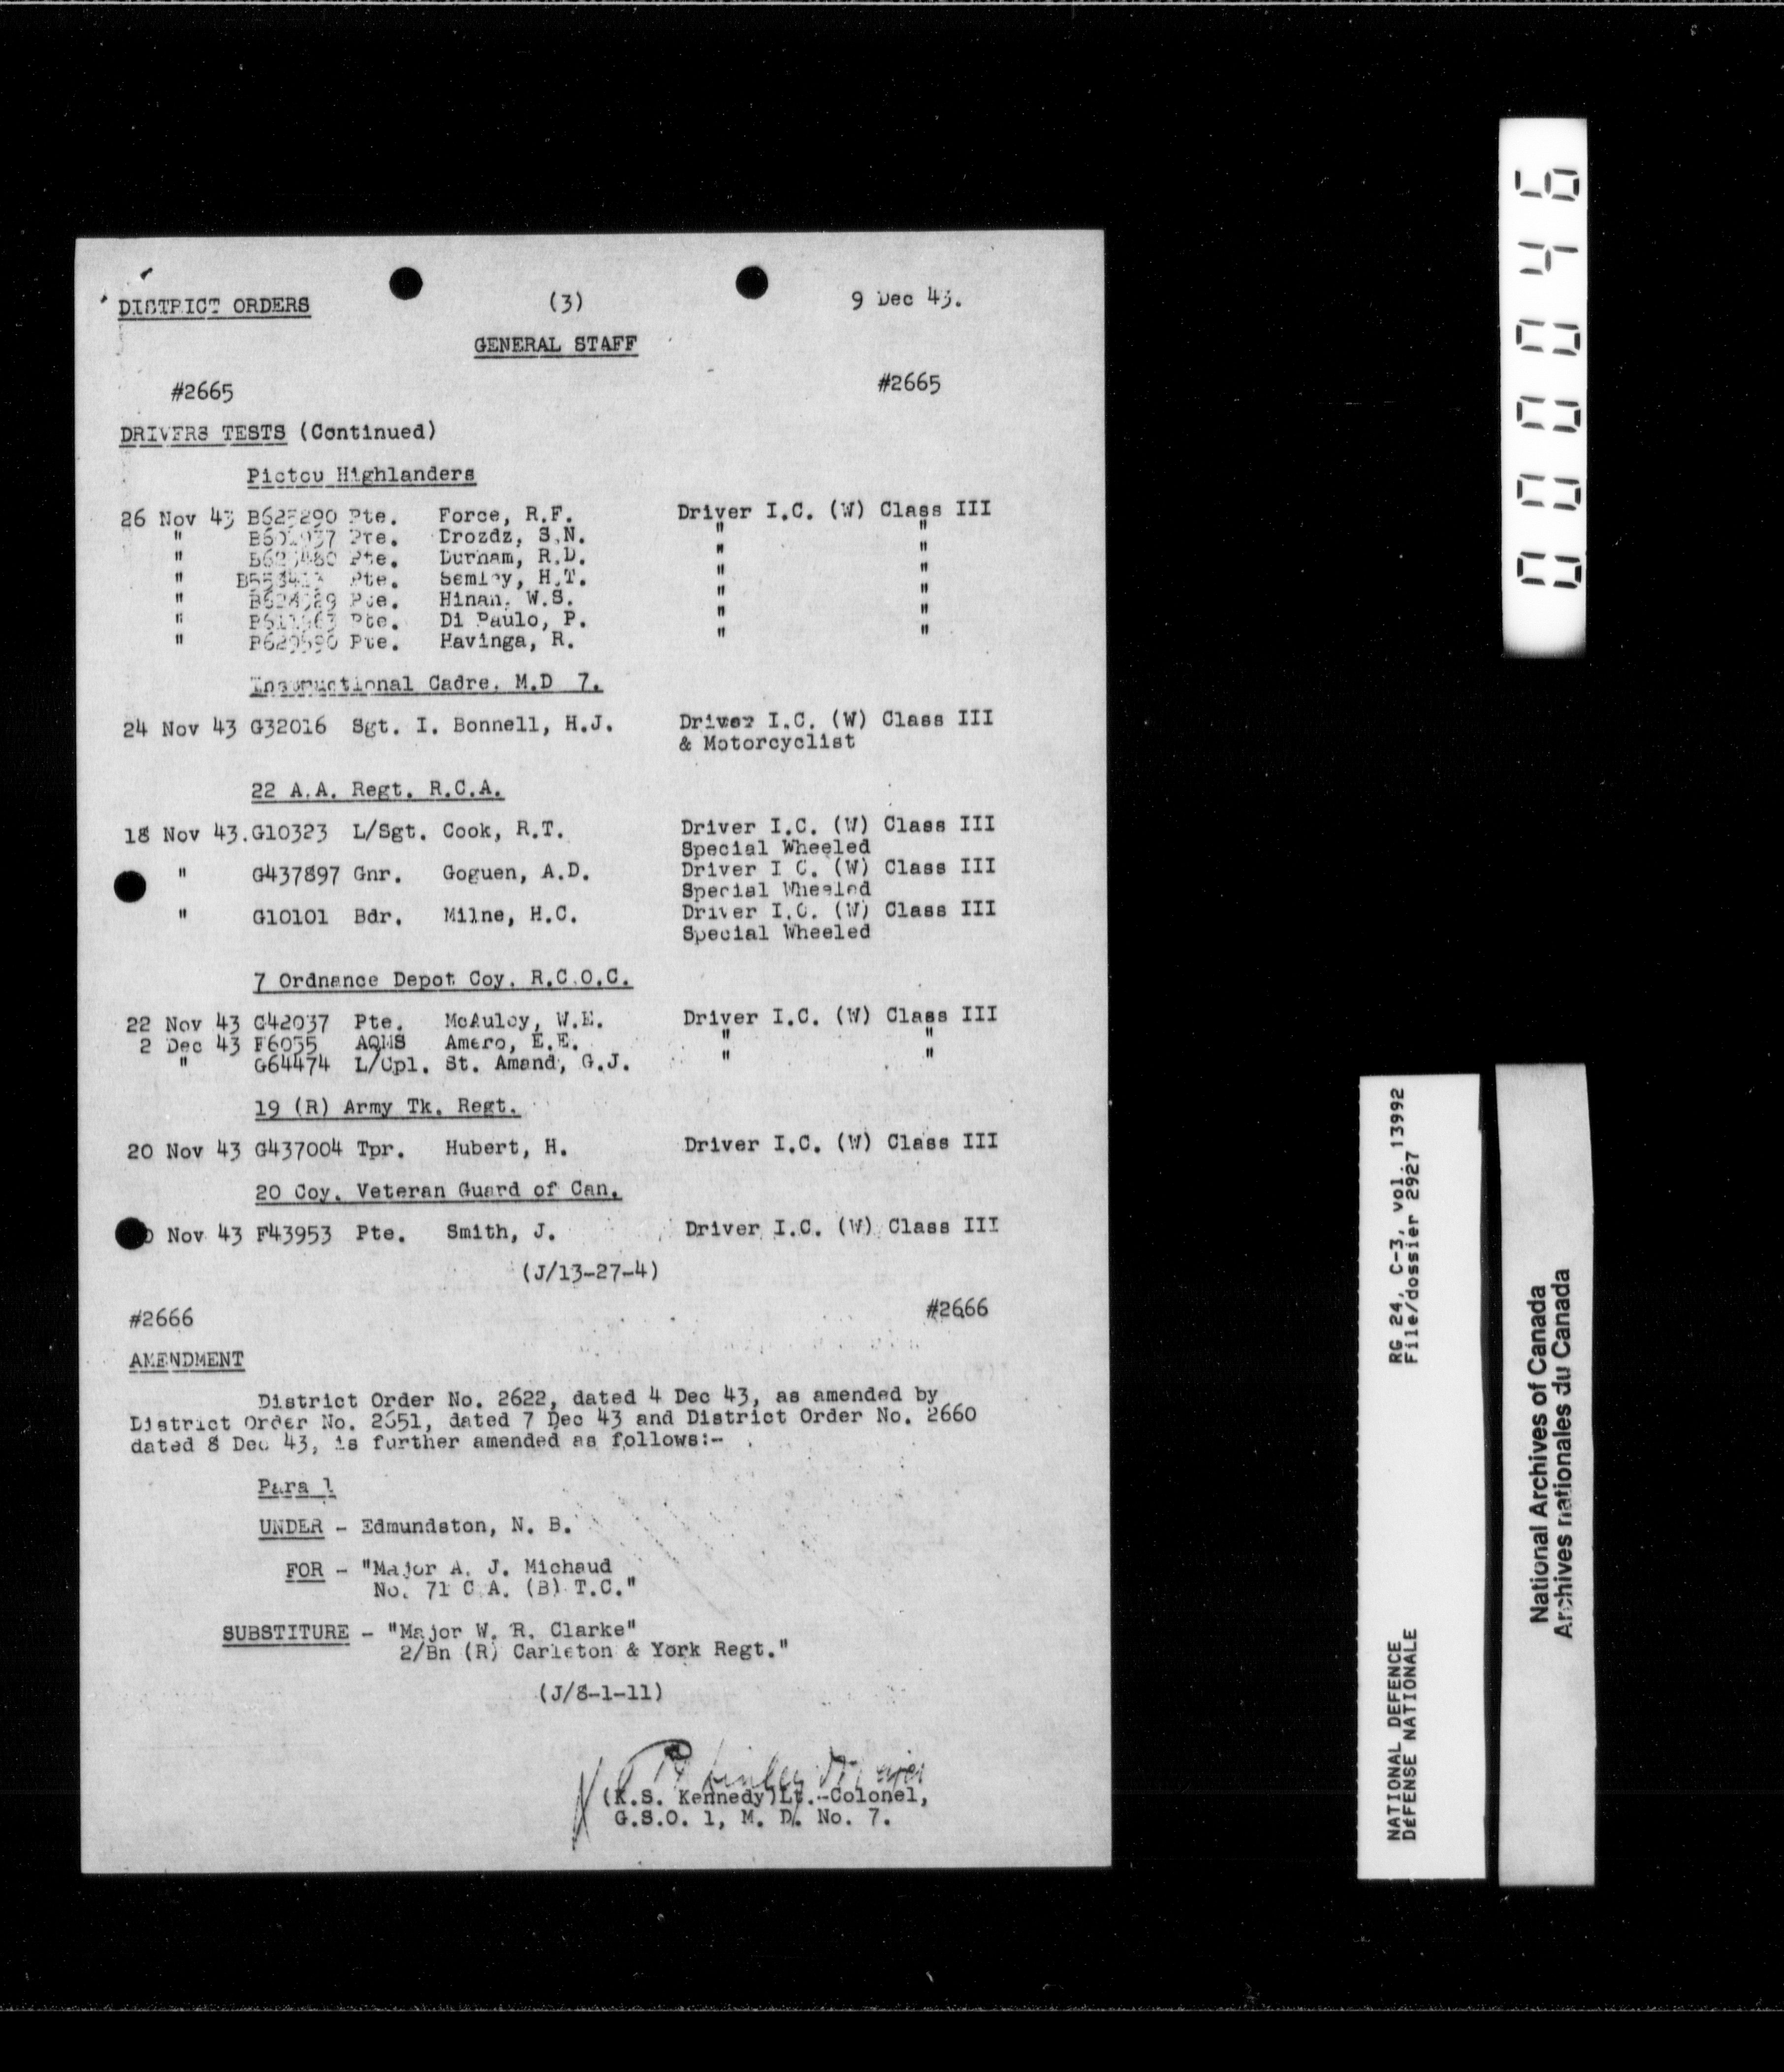 DISTRICT ORDERS (3) 9 Dec 43.
GENERAL STAFF
#2665 #2665
DRIVERS TESTS (Continued)
Pictou Highlanders
26 Nov 43 B625290 Pte. Force, R.F. Driver I.C. (W) Class III
" Pte. Drozdz, S.N. " "
" Pte. Durham, R.D. " "
" Pte. Semley, H.T. " "
" Pte. Hinan, W.S. " "
" Pte. Di Paulo, P. " "
" Pte. Havinga, R. " "
Instructional Cadre. M.D 7.
24 Nov 43 G32016 Sgt. I. Bonnell, H.J. Driver I.C. (W) Class III
& Motorcyclist
22 A.A. Regt. R.C.A.
18 Nov 43. G10323 L/Sgt. Cook, R.T. Driver I.C. (W) Class III
Special Wheeled
" G437897 Gnr. Goguen, A.D. Driver I C. (W) Class III
Special Wheeled
" G10101 Bdr. Milne, H.C. Driver I.C. (W) Class III
Special Wheeled
7 Ordnance Depot Coy. R.C.O.C.
22 Nov 43 G42037 Pte. McAuley, W.E. Driver I.C. (W) Class III
2 Dec 43 F6055 AQMS Amero, E.E. " "
" G64474 L/Cpl. St. Amand, G.J. " "
19 (R) Army Tk. Regt.
20 Nov 43 G437004 Tpr. Hubert, H. Driver I.C. (W) Class III
20 Coy. Veteran Guard of Can.
0 Nov 43 F43953 Pte. Smith, J. Driver I.C. (W) Class III
(J/13-27-4)
#2666 #2666
AMENDMENT
District Order No. 2622, dated 4 Dec 43, as amended by
District Order No. 2651, dated 7 Dec 43 and District Order No. 2660
dated 8 Dec 43, is further amended as follows:-
Para 1
UNDER - Edmundston, N. B.
FOR - "Major A. J. Michaud
No. 71 C A. (B) T.C."
SUBSTITURE - "Major W. R. Clarke"
2/Bn (R) Carleton & York Regt."
(J/8-1-11)
(K.S. Kennedy) Lt.-Colonel,
G.S.O. 1, M. D. No. 7.
000046
RG 24, C-3, vol. 13992
File/dossier 2927
NATIONAL DEFENCE
DéFENSE NATIONALE
National Archives of Canada
Archives nationales du Canada